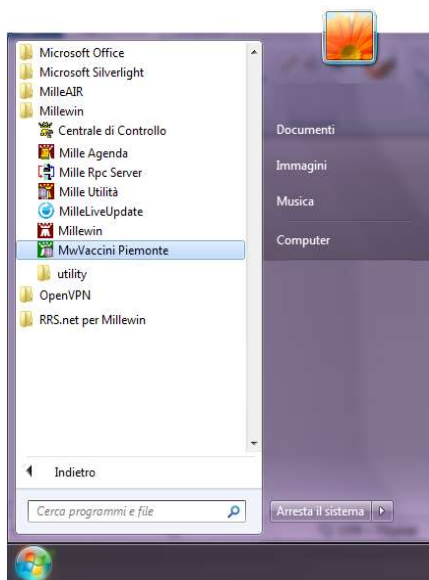 Microsoft Office
Microsoft Silverlight
MilleAIR
Millewin
Centrale di Controllo
Mille Agenda
Mille Rpc Server
Mille Utilità
MilleLiveUpdate
Millewin
MwVaccini Piemonte
utility
OpenVPN
RRS.net per Millewin
Indietro
Cerca programmi e file
Documenti
Immagini
Musica
Computer
Arresta il sistema